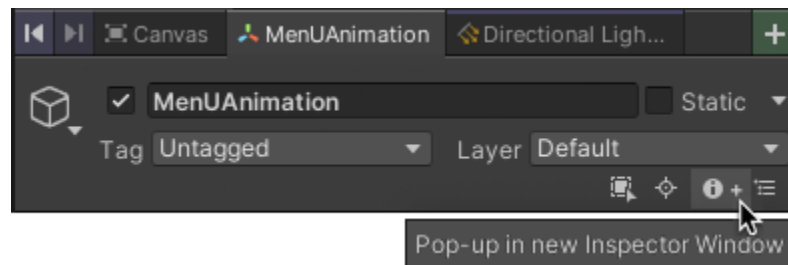 Canvas MenUAnimation Directional Ligh...
MenUAnimation Static
Tag Untagged Layer Default
Pop-up in new Inspector Window